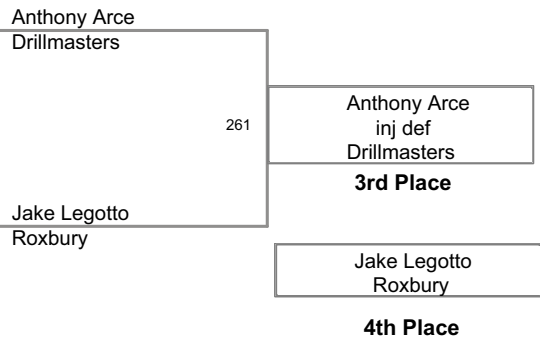 Anthony Arce
Drillmasters
261
Anthony Arce
inj def
Drillmasters
3rd Place
Jake Legotto
Roxbury
Jake Legotto
Roxbury
4th Place